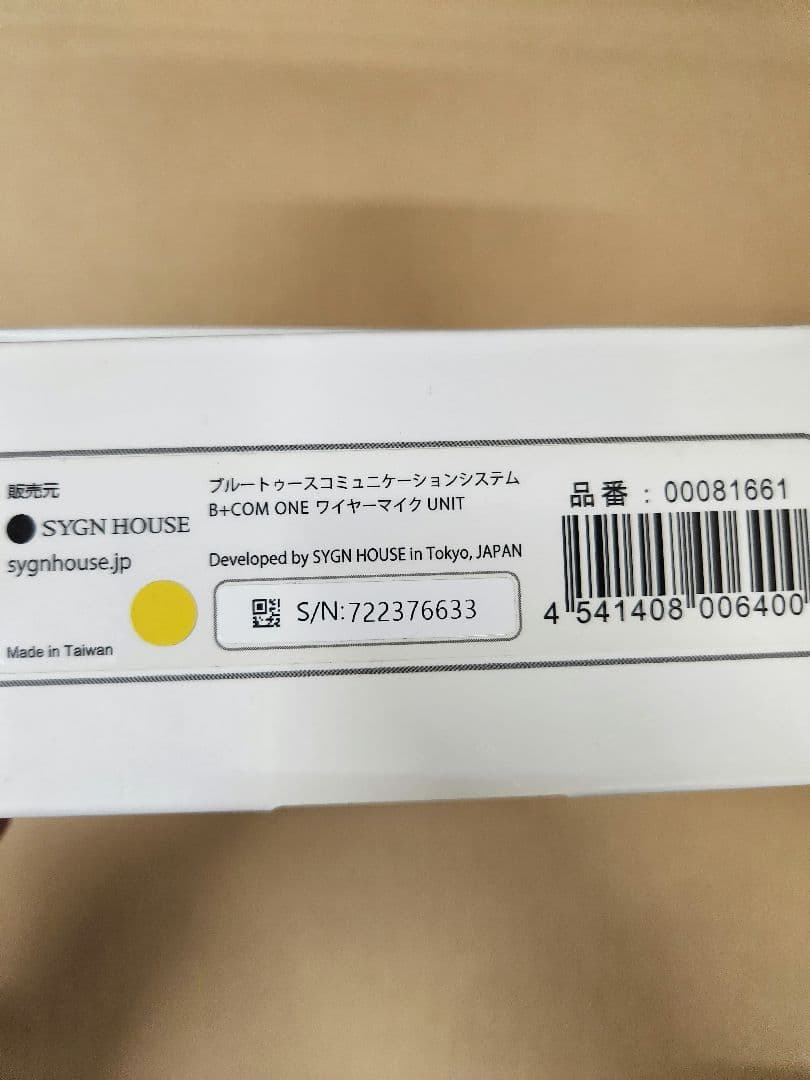 販売元
SYGN HOUSE
sygnhouse.jp
Made in Taiwan
ブルートゥースコミュニケーションシステム
B+COM ONE ワイヤーマイク UNIT
Developed by SYGN HOUSE in Tokyo, JAPAN
S/N:722376633
品番 : 00081661
4 541408 006400